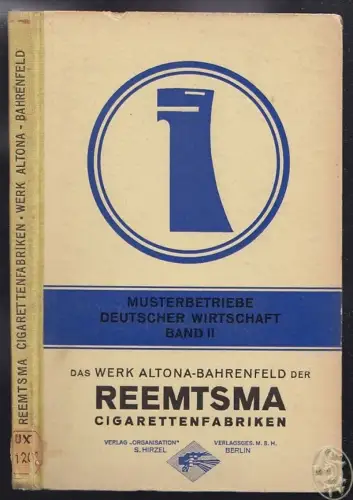 REEMTSMA CIGARETTENFABRIKEN · WERK ALTONA - BAHRENFELD
MUSTERBETRIEBE
DEUTSCHER WIRTSCHAFT
BAND II
DAS WERK ALTONA-BAHRENFELD DER
REEMTSMA
CIGARETTENFABRIKEN
VERLAG „ORGANISATION"
S. HIRZEL
VERLAGSGES. M. B. H.
BERLIN